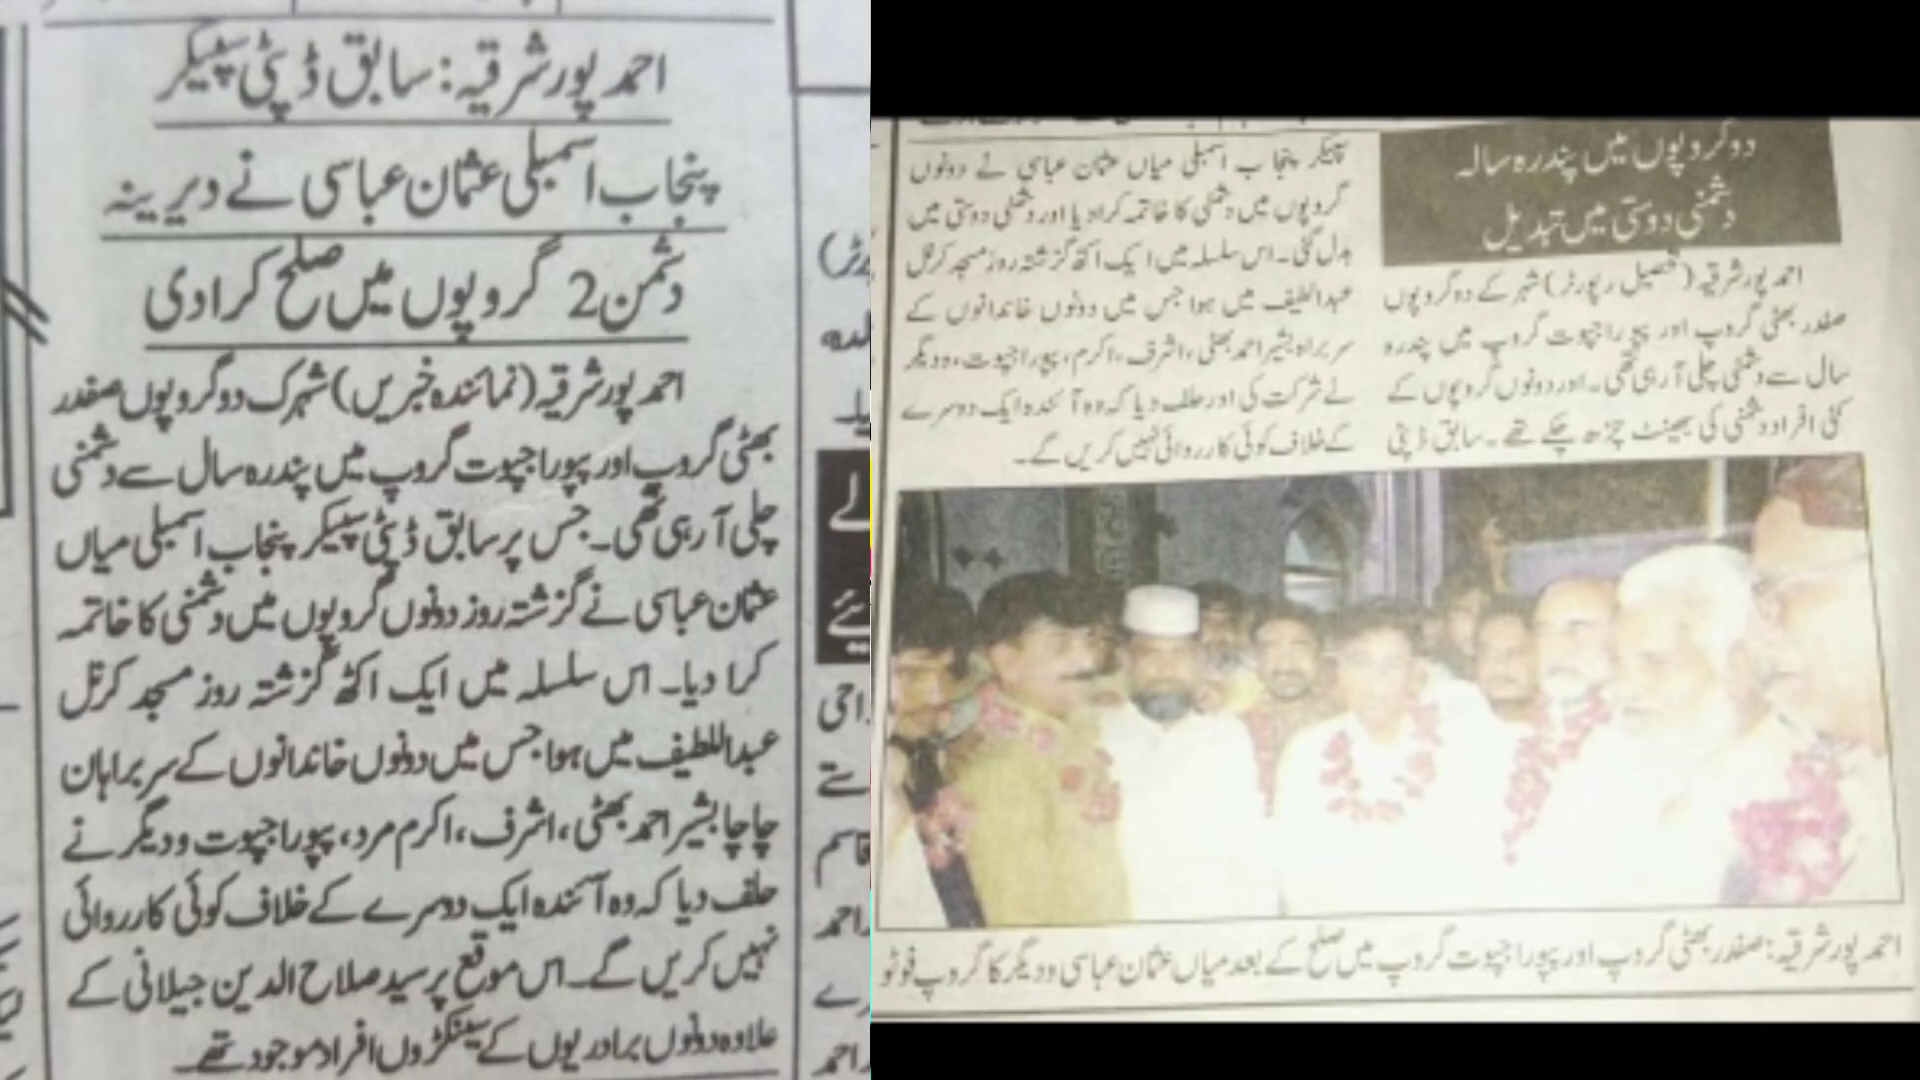 احمد پور شرقیہ: سابق ڈپٹی سپیکر
پنجاب اسمبلی عثمان عباسی نے دیرینہ
دشمن 2 گروپوں میں صلح کرا دی
احمد پور شرقیہ (نمائندہ خبریں) شہر کے دو گروپوں صفدر
بھٹی گروپ اور پپو راجپوت گروپ میں پندرہ سال سے دشمنی
چلی آ رہی تھی۔ جس پر سابق ڈپٹی سپیکر پنجاب اسمبلی میاں
عثمان عباسی نے گزشتہ روز دونوں گروپوں میں دشمنی کا خاتمہ
کرا دیا۔ اس سلسلہ میں ایک اکٹھ گزشتہ روز مسجد کرنل
عبداللطیف میں ہوا جس میں دونوں خاندانوں کے سربراہان
چاچا بشیر احمد بھٹی، اشرف، اکرم مرد، پپو راجپوت و دیگر نے
حلف دیا کہ وہ آئندہ ایک دوسرے کے خلاف کوئی کارروائی
نہیں کریں گے۔ اس موقع پر سید صلاح الدین جیلانی کے
علاوہ دونوں برادریوں کے سینکڑوں افراد موجود تھے۔
دو گروپوں میں پندرہ سالہ
دشمنی دوستی میں تبدیل
احمد پور شرقیہ (تحصیل رپورٹر) شہر کے دو گروپوں
صفدر بھٹی گروپ اور پپو راجپوت گروپ میں پندرہ
سال سے دشمنی چلی آ رہی تھی۔ اور دونوں گروپوں کے
کئی افراد دشمنی کی بھینٹ چڑھ چکے تھے۔ سابق ڈپٹی
سپیکر پنجاب اسمبلی میاں عثمان عباسی نے دونوں
گروپوں میں دشمنی کا خاتمہ کرا دیا اور دشمنی دوستی میں
بدل گئی۔ اس سلسلہ میں ایک اکٹھ گزشتہ روز مسجد کرنل
عبدالطیف میں ہوا جس میں دونوں خاندانوں کے
سربراہ بشیر احمد بھٹی، اشرف، اکرم، پپو راجپوت، و دیگر
نے شرکت کی اور حلف دیا کہ وہ آئندہ ایک دوسرے
کے خلاف کوئی کارروائی نہیں کریں گے۔
احمد پور شرقیہ: صفدر بھٹی گروپ اور پپو راجپوت گروپ میں صلح کے بعد میاں عثمان عباسی و دیگر کا گروپ فوٹو